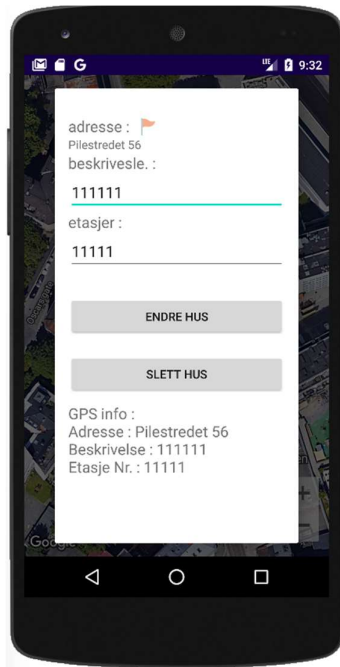 G
LTE
9:32
adresse :
Pilestredet 56
beskrivesle. :
111111
etasjer :
11111
ENDRE HUS
SLETT HUS
GPS info :
Adresse : Pilestredet 56
Beskrivelse : 111111
Etasje Nr. : 11111
Google